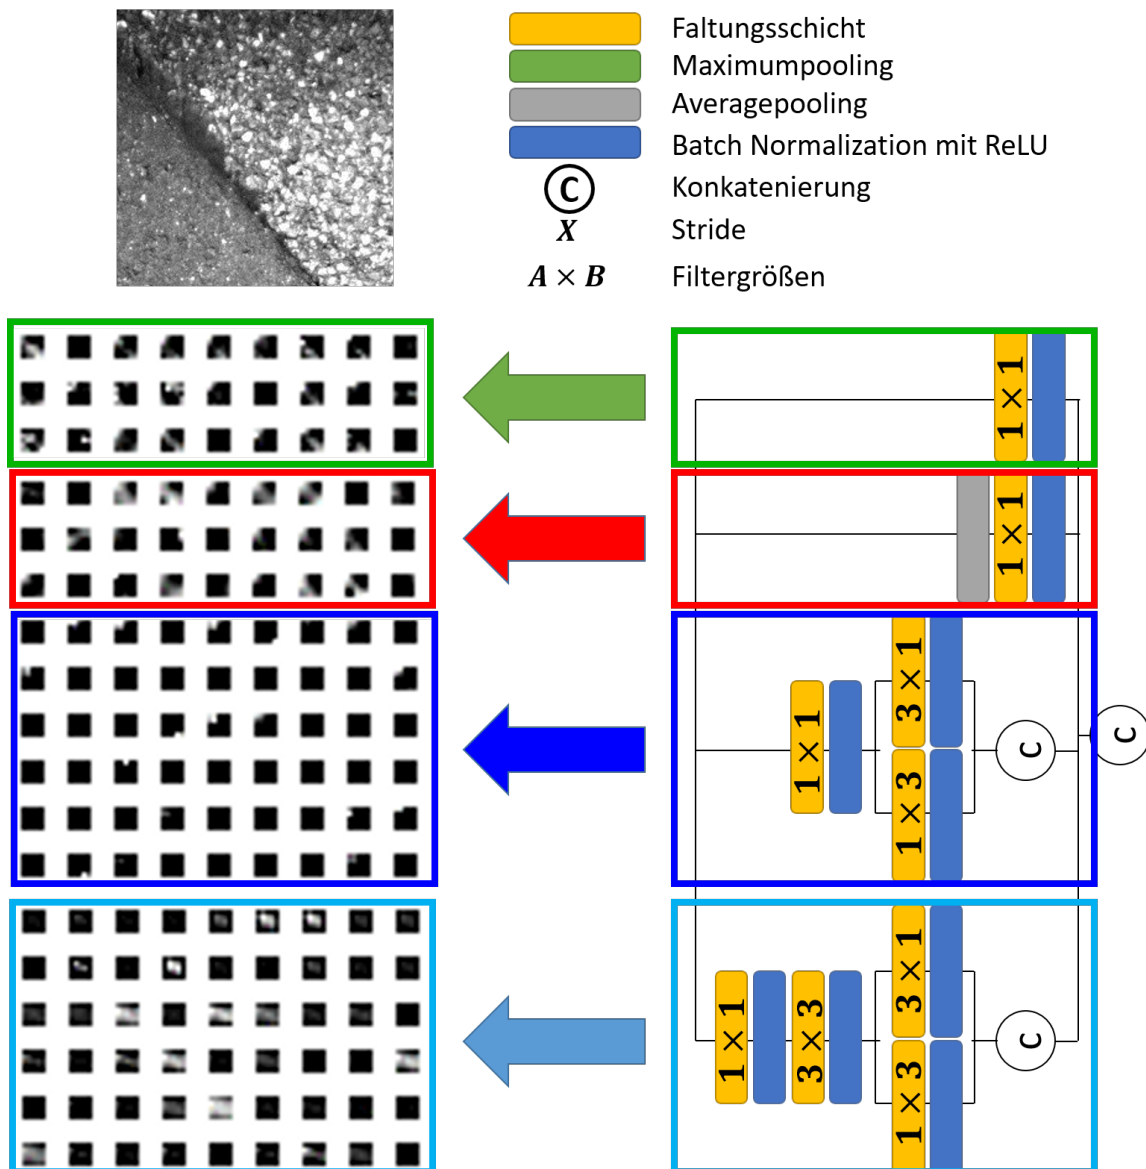 Faltungsschicht
Maximumpooling
Averagepooling
Batch Normalization mit ReLU
C Konkatenierung
X Stride
A × B Filtergrößen
1 × 1
1 × 1
1 × 1
3 × 1
1 × 3
C
C
1 × 1
3 × 3
3 × 1
1 × 3
C